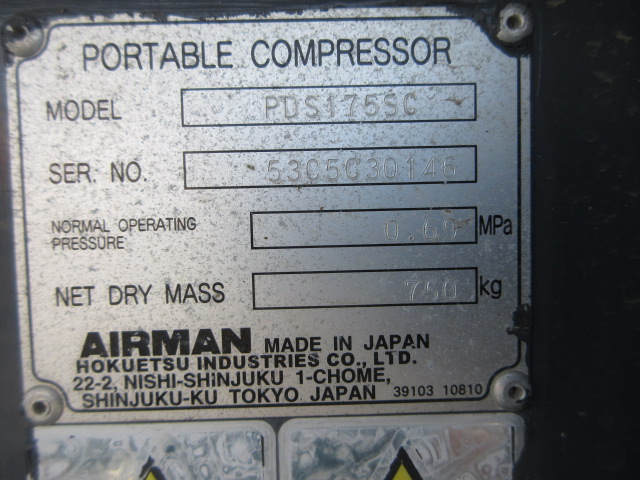 PORTABLE COMPRESSOR
MODEL PDS175SC
SER. NO. 53C5C30146
NORMAL OPERATING
PRESSURE 0.69 MPa
NET DRY MASS 750 kg
AIRMAN MADE IN JAPAN
HOKUETSU INDUSTRIES CO., LTD.
22-2, NISHI-SHINJUKU 1-CHOME,
SHINJUKU-KU TOKYO JAPAN 39103 10810